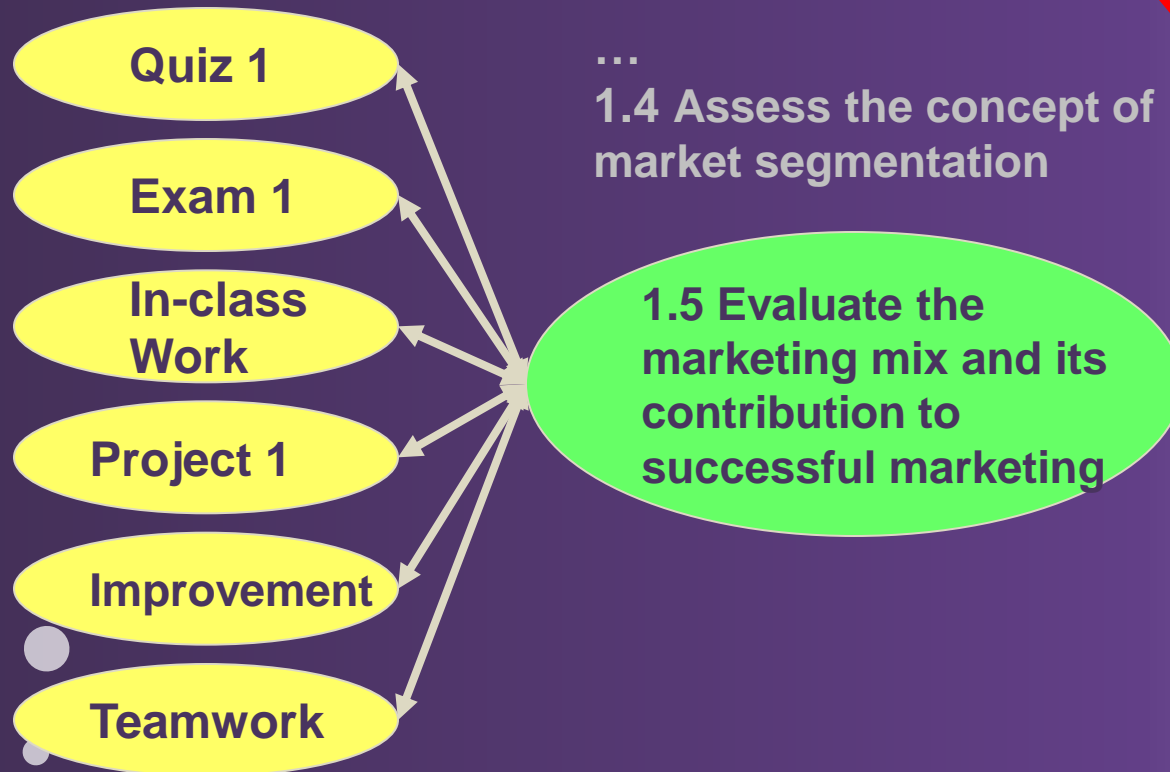 Quiz 1
Exam 1
In-class
Work
Project 1
Improvement
Teamwork
…
1.4 Assess the concept of
market segmentation
1.5 Evaluate the
marketing mix and its
contribution to
successful marketing